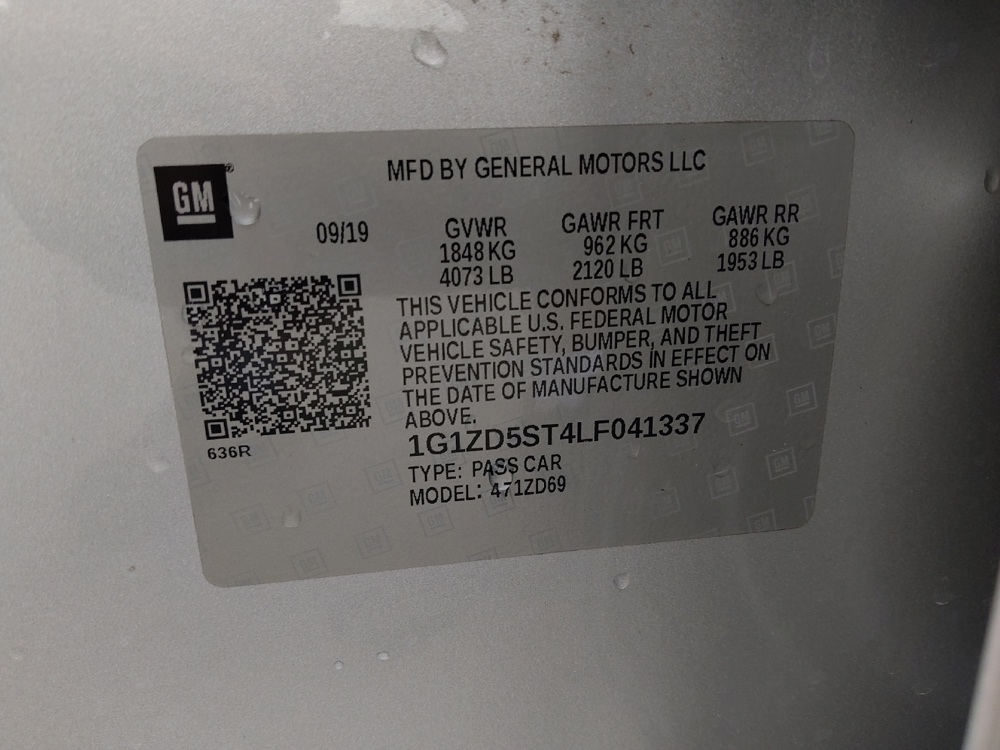 GM
MFD BY GENERAL MOTORS LLC
09/19
GVWR GAWR FRT GAWR RR
1848 KG 962 KG 886 KG
4073 LB 2120 LB 1953 LB
THIS VEHICLE CONFORMS TO ALL
APPLICABLE U.S. FEDERAL MOTOR
VEHICLE SAFETY, BUMPER, AND THEFT
PREVENTION STANDARDS IN EFFECT ON
THE DATE OF MANUFACTURE SHOWN
ABOVE.
636R
1G1ZD5ST4LF041337
TYPE: PASS CAR
MODEL: 471ZD69